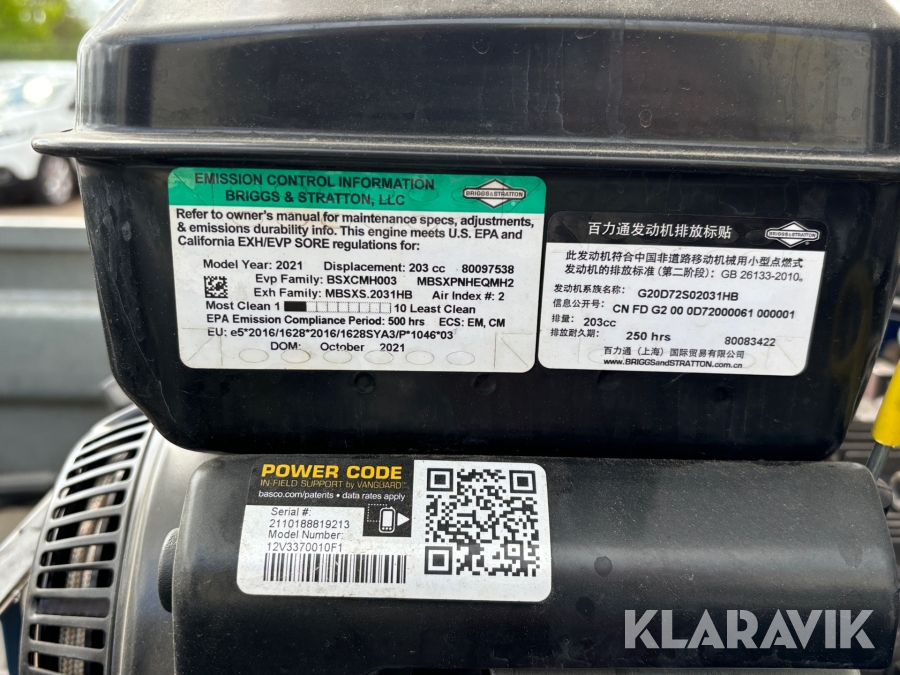 EMISSION CONTROL INFORMATION
BRIGGS & STRATTON, LLC
BRIGGS & STRATTON
Refer to owner's manual for maintenance specs, adjustments,
& emissions durability info. This engine meets U.S. EPA and
California EXH/EVP SORE regulations for:
Model Year: 2021 Displacement: 203 cc 80097538
Evp Family: BSXCMH003 MBSXPNHEQMH2
Exh Family: MBSXS.2031HB Air Index #: 2
Most Clean 1 10 Least Clean
EPA Emission Compliance Period: 500 hrs ECS: EM, CM
EU: e5*2016/1628*2016/1628SYA3/P*1046*03
DOM: October 2021
百力通发动机排放标贴
BRIGGS & STRATTON
此发动机符合中国非道路移动机械用小型点燃式
发动机的排放标准（第二阶段）: GB 26133-2010。
发动机系族名称: G20D72S02031HB
信息公开号: CN FD G2 00 0D72000061 000001
排量: 203cc
排放耐久期: 250 hrs 80083422
百力通（上海）国际贸易有限公司
www.BRIGGSandSTRATTON.com.cn
POWER CODE
IN-FIELD SUPPORT by VANGUARD
basco.com/patents • data rates apply
Serial #:
2110188819213
Model Number:
12V3370010F1
KLARAVIK